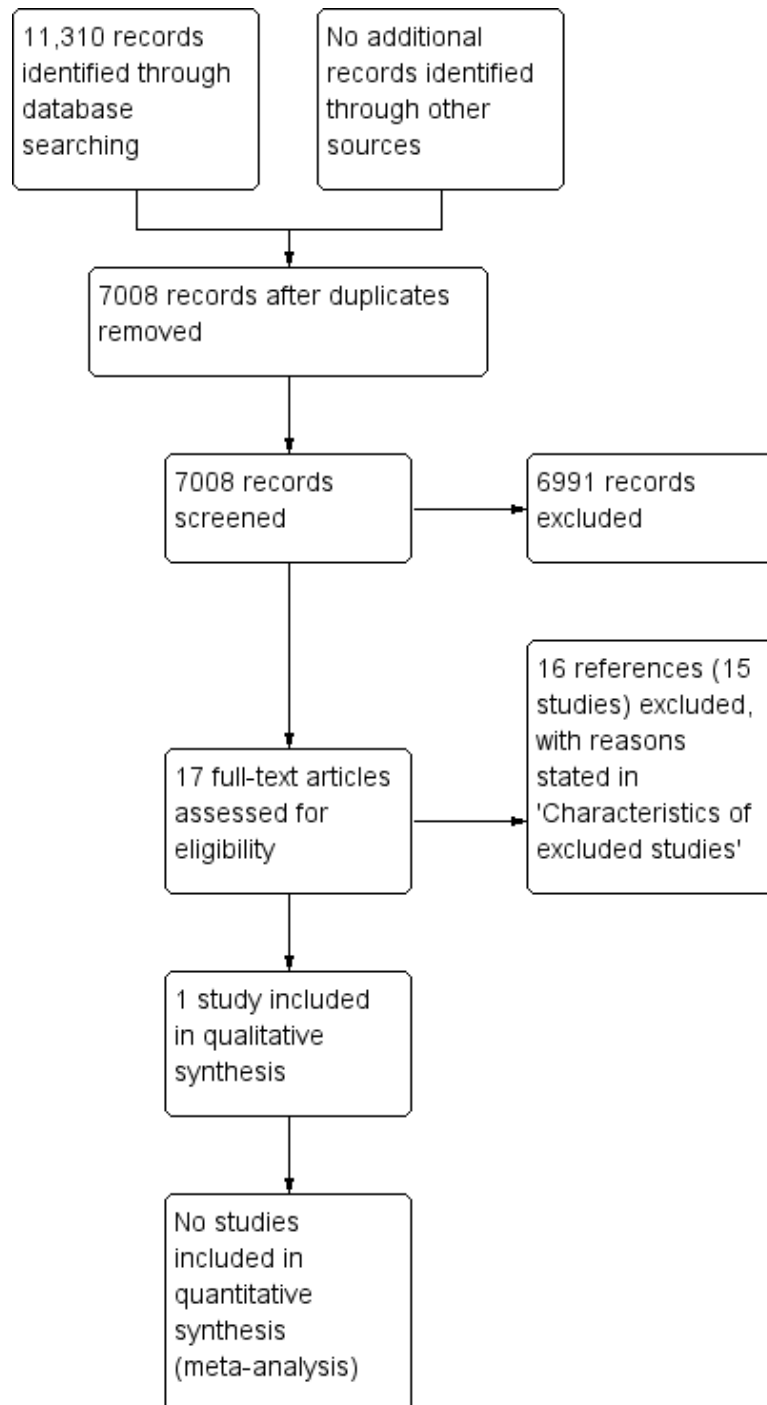 11,310 records
identified through
database
searching
No additional
records identified
through other
sources
7008 records after duplicates
removed
7008 records
screened
6991 records
excluded
16 references (15
studies) excluded,
with reasons
stated in
'Characteristics of
excluded studies'
17 full-text articles
assessed for
eligibility
1 study included
in qualitative
synthesis
No studies
included in
quantitative
synthesis
(meta-analysis)